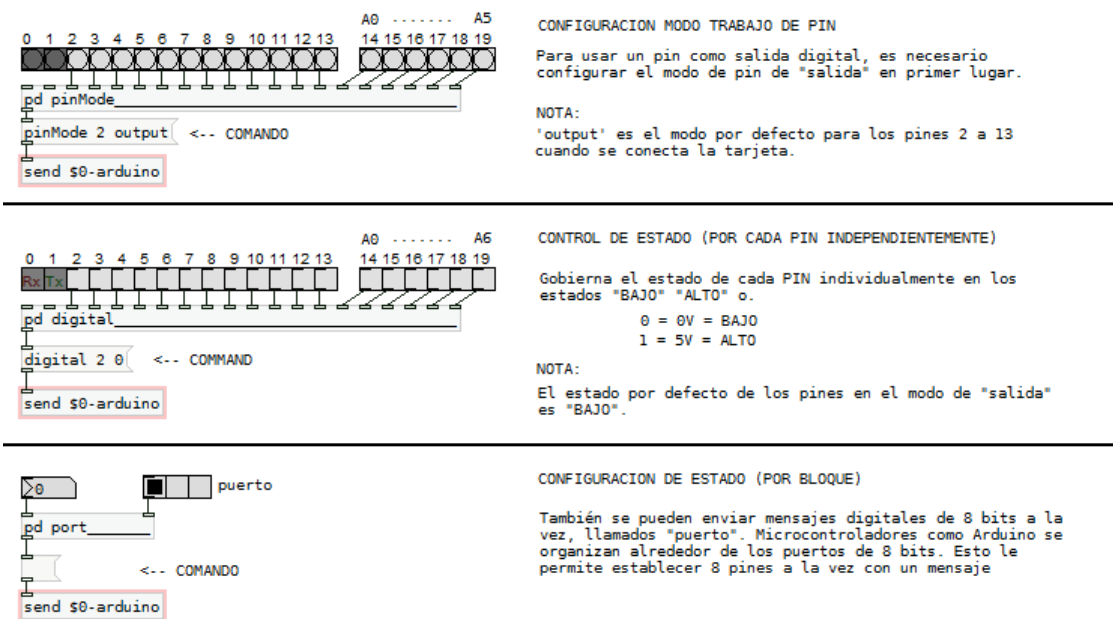 A0 ------- A5
0 1 2 3 4 5 6 7 8 9 10 11 12 13 14 15 16 17 18 19
pd pinMode_______________________________
pinMode 2 output
<-- COMANDO
send $0-arduino
CONFIGURACION MODO TRABAJO DE PIN
Para usar un pin como salida digital, es necesario
configurar el modo de pin de "salida" en primer lugar.
NOTA:
'output' es el modo por defecto para los pines 2 a 13
cuando se conecta la tarjeta.
A0 ....... A6
0 1 2 3 4 5 6 7 8 9 10 11 12 13 14 15 16 17 18 19
Rx Tx
pd digital_______________________________
digital 2 0
<-- COMMAND
send $0-arduino
CONTROL DE ESTADO (POR CADA PIN INDEPENDIENTEMENTE)
Gobierna el estado de cada PIN individualmente en los
estados "BAJO" "ALTO" o.
0 = 0V = BAJO
1 = 5V = ALTO
NOTA:
El estado por defecto de los pines en el modo de "salida"
es "BAJO".
0
puerto
pd port______
<-- COMANDO
send $0-arduino
CONFIGURACION DE ESTADO (POR BLOQUE)
También se pueden enviar mensajes digitales de 8 bits a la
vez, llamados "puerto". Microcontroladores como Arduino se
organizan alrededor de los puertos de 8 bits. Esto le
permite establecer 8 pines a la vez con un mensaje